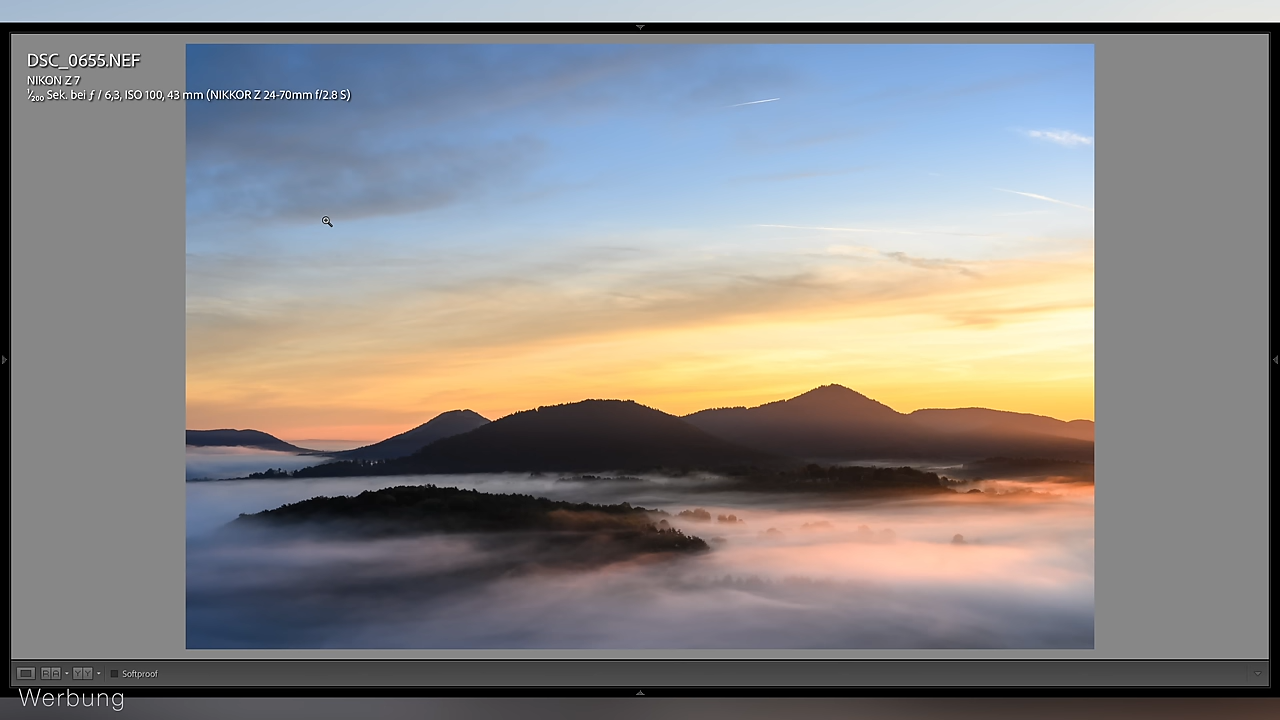 DSC_0655.NEF
NIKON Z 7
1/200 Sek. bei ƒ / 6,3, ISO 100, 43 mm (NIKKOR Z 24-70mm f/2.8 S)
Softproof
Werbung